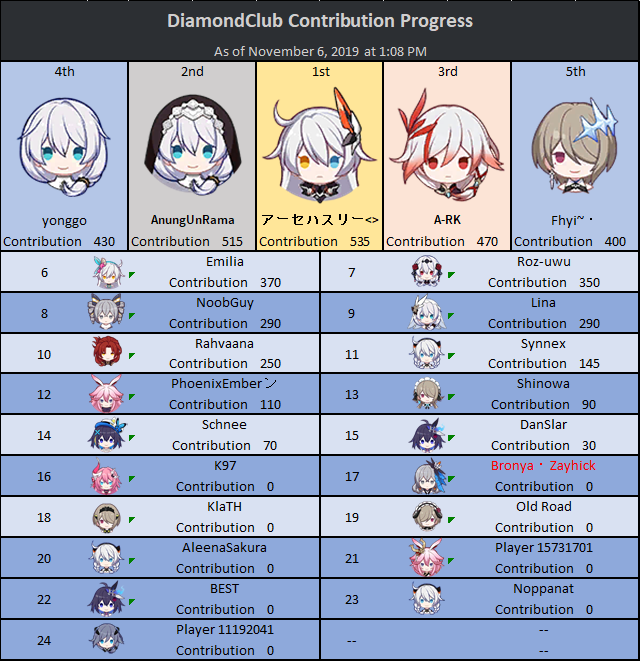 DiamondClub Contribution Progress
As of November 6, 2019 at 1:08 PM
4th 2nd 1st 3rd 5th
yonggo AnungUnRama アーセハスリー<> A-RK Fhyi~・
Contribution 430 Contribution 515 Contribution 535 Contribution 470 Contribution 400
6 Emilia
Contribution 370
7 Roz-uwu
Contribution 350
8 NoobGuy
Contribution 290
9 Lina
Contribution 290
10 Rahvaana
Contribution 250
11 Synnex
Contribution 145
12 PhoenixEmberン
Contribution 110
13 Shinowa
Contribution 90
14 Schnee
Contribution 70
15 DanSlar
Contribution 30
16 K97
Contribution 0
17 Bronya・Zayhick
Contribution 0
18 KlaTH
Contribution 0
19 Old Road
Contribution 0
20 AleenaSakura
Contribution 0
21 Player 15731701
Contribution 0
22 BEST
Contribution 0
23 Noppanat
Contribution 0
24 Player 11192041
Contribution 0
-- --
--